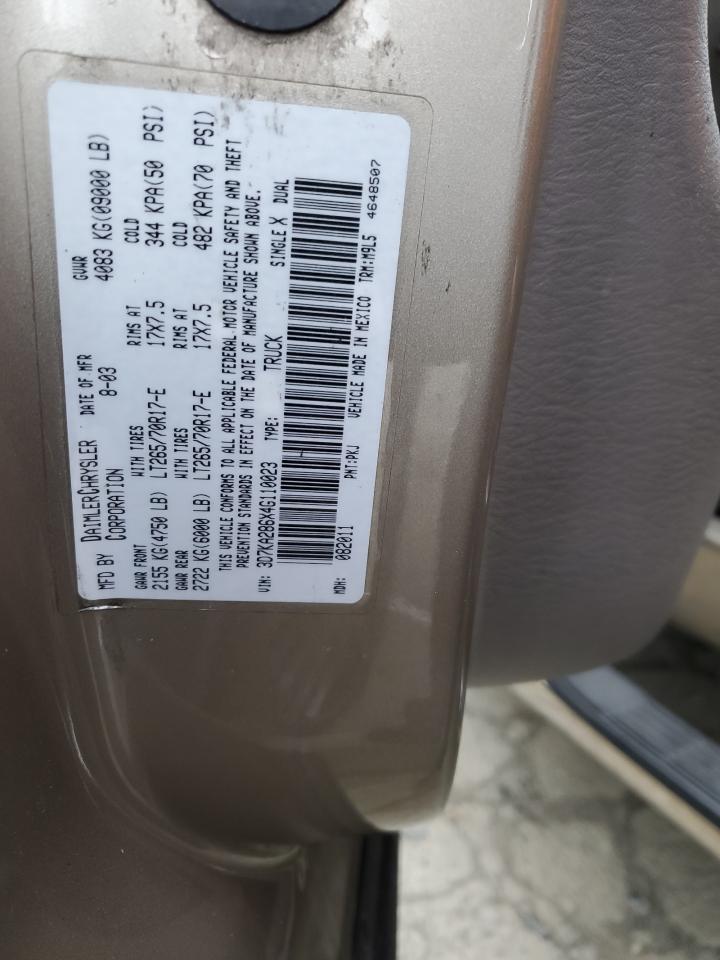 MFD BY DAIMLERCHRYSLER CORPORATION DATE OF MFR 8-03 GVWR 4083 KG(09000 LB)
GAWR FRONT WITH TIRES RIMS AT COLD
2155 KG(4750 LB) LT265/70R17-E 17X7.5 344 KPA(50 PSI)
GAWR REAR WITH TIRES RIMS AT COLD
2722 KG(6000 LB) LT265/70R17-E 17X7.5 482 KPA(70 PSI)
THIS VEHICLE CONFORMS TO ALL APPLICABLE FEDERAL MOTOR VEHICLE SAFETY AND THEFT
PREVENTION STANDARDS IN EFFECT ON THE DATE OF MANUFACTURE SHOWN ABOVE.
VIN: 3D7KA286X4G110023 TYPE: TRUCK SINGLE X DUAL
MDH: 082011 PNT:PKJ VEHICLE MADE IN MEXICO TRM:M9L5 4648507